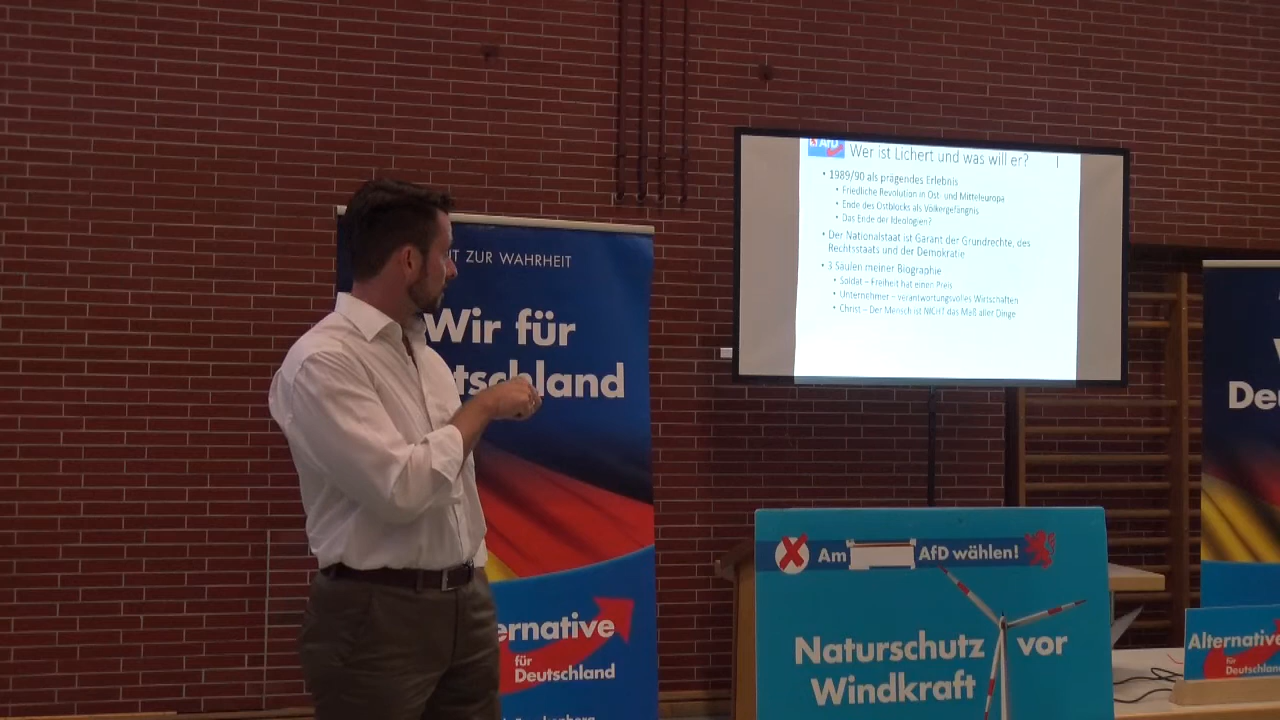 UT ZUR WAHRHEIT
Wir für
tschland
ernative
für
Deutschland
AfD
Wer ist Lichert und was will er?
• 1989/90 als prägendes Erlebnis
• Friedliche Revolution in Ost- und Mitteleuropa
• Ende des Ostblocks als Völkergefängnis
• Das Ende der Ideologien?
• Der Nationalstaat ist Garant der Grundrechte, des
Rechtsstaats und der Demokratie
• 3 Säulen meiner Biographie
• Soldat – Freiheit hat einen Preis
• Unternehmer – verantwortungsvolles Wirtschaften
• Christ – Der Mensch ist NICHT das Maß aller Dinge
Am AfD wählen!
Naturschutz vor
Windkraft
De
Alternative
für
Deutschland